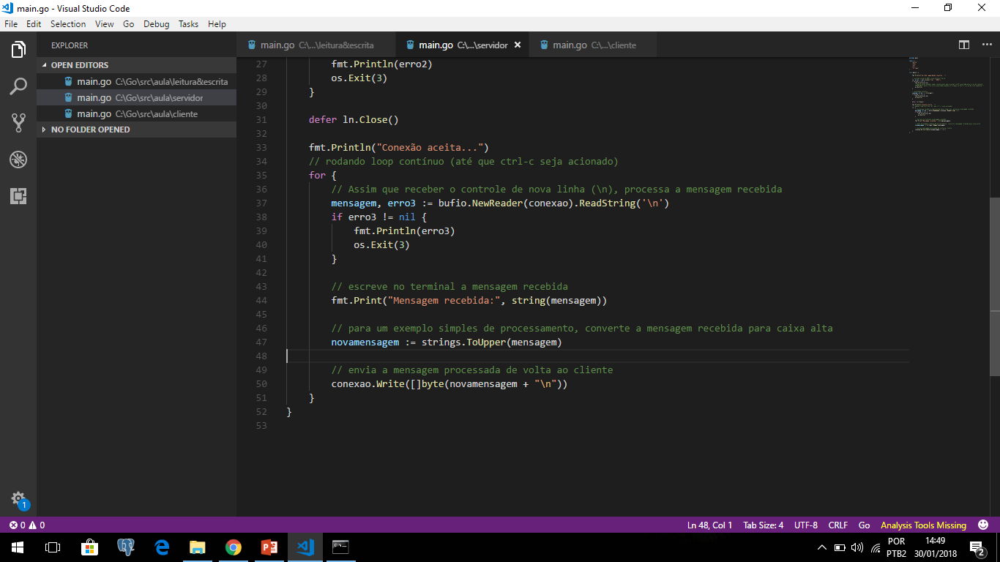 main.go - Visual Studio Code
File Edit Selection View Go Debug Tasks Help
EXPLORER
OPEN EDITORS
main.go C:\Go\src\aula\leitura&escrita
main.go C:\Go\src\aula\servidor
main.go C:\Go\src\aula\cliente
NO FOLDER OPENED
main.go C:\...\leitura&escrita main.go C:\...\servidor main.go C:\...\cliente
27 fmt.Println(erro2)
28 os.Exit(3)
29 }
30
31 defer ln.Close()
32
33 fmt.Println("Conexão aceita...")
34 // rodando loop contínuo (até que ctrl-c seja acionado)
35 for {
36 // Assim que receber o controle de nova linha (\n), processa a mensagem recebida
37 mensagem, erro3 := bufio.NewReader(conexao).ReadString('\n')
38 if erro3 != nil {
39 fmt.Println(erro3)
40 os.Exit(3)
41 }
42
43 // escreve no terminal a mensagem recebida
44 fmt.Print("Mensagem recebida:", string(mensagem))
45
46 // para um exemplo simples de processamento, converte a mensagem recebida para caixa alta
47 novamensagem := strings.ToUpper(mensagem)
48
49 // envia a mensagem processada de volta ao cliente
50 conexao.Write([]byte(novamensagem + "\n"))
51 }
52 }
53
1
0 0 Ln 48, Col 1 Tab Size: 4 UTF-8 CRLF Go Analysis Tools Missing
POR
PTB2
14:49
30/01/2018
2